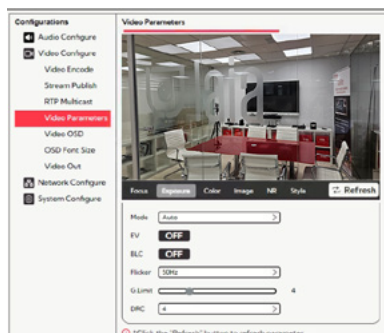 Configurations
Audio Configure
Video Configure
Video Encode
Stream Publish
RTP Multicast
Video Parameters
Video OSD
OSD Font Size
Video Out
Network Configure
System Configure
Video Parameters
Focus Exposure Color Image NR Style Refresh
Mode Auto
EV OFF
BLC OFF
Flicker 50Hz
G.Limit 4
DRC 4